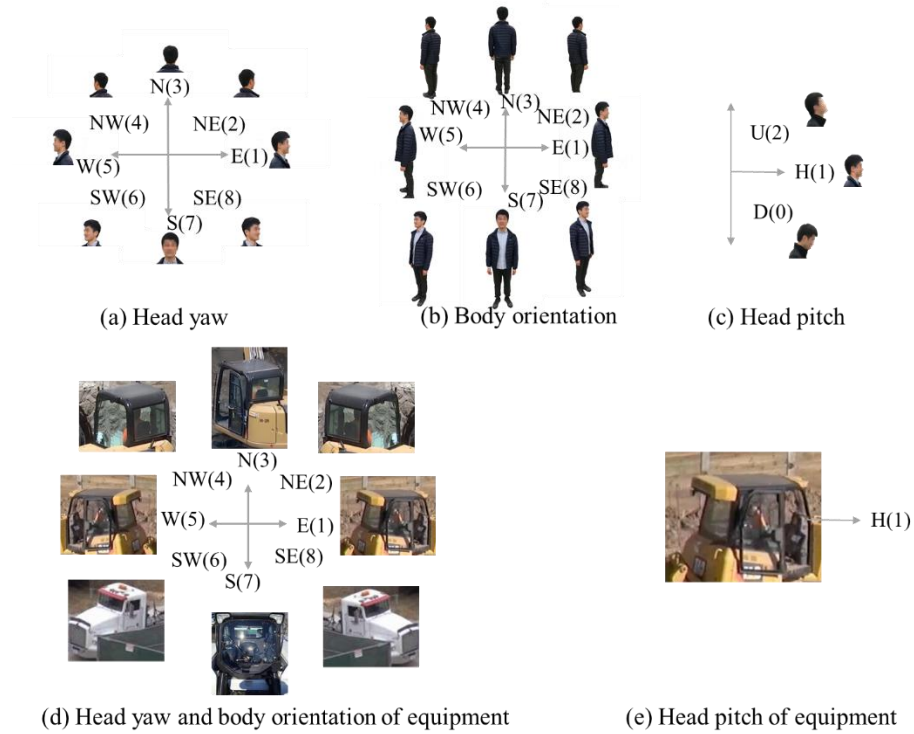 N(3)
NW(4) NE(2)
W(5) E(1)
SW(6) SE(8)
S(7)
(a) Head yaw
N(3)
NW(4) NE(2)
W(5) E(1)
SW(6) SE(8)
S(7)
(b) Body orientation
U(2)
H(1)
D(0)
(c) Head pitch
N(3)
NW(4) NE(2)
W(5) E(1)
SW(6) SE(8)
S(7)
(d) Head yaw and body orientation of equipment
H(1)
(e) Head pitch of equipment